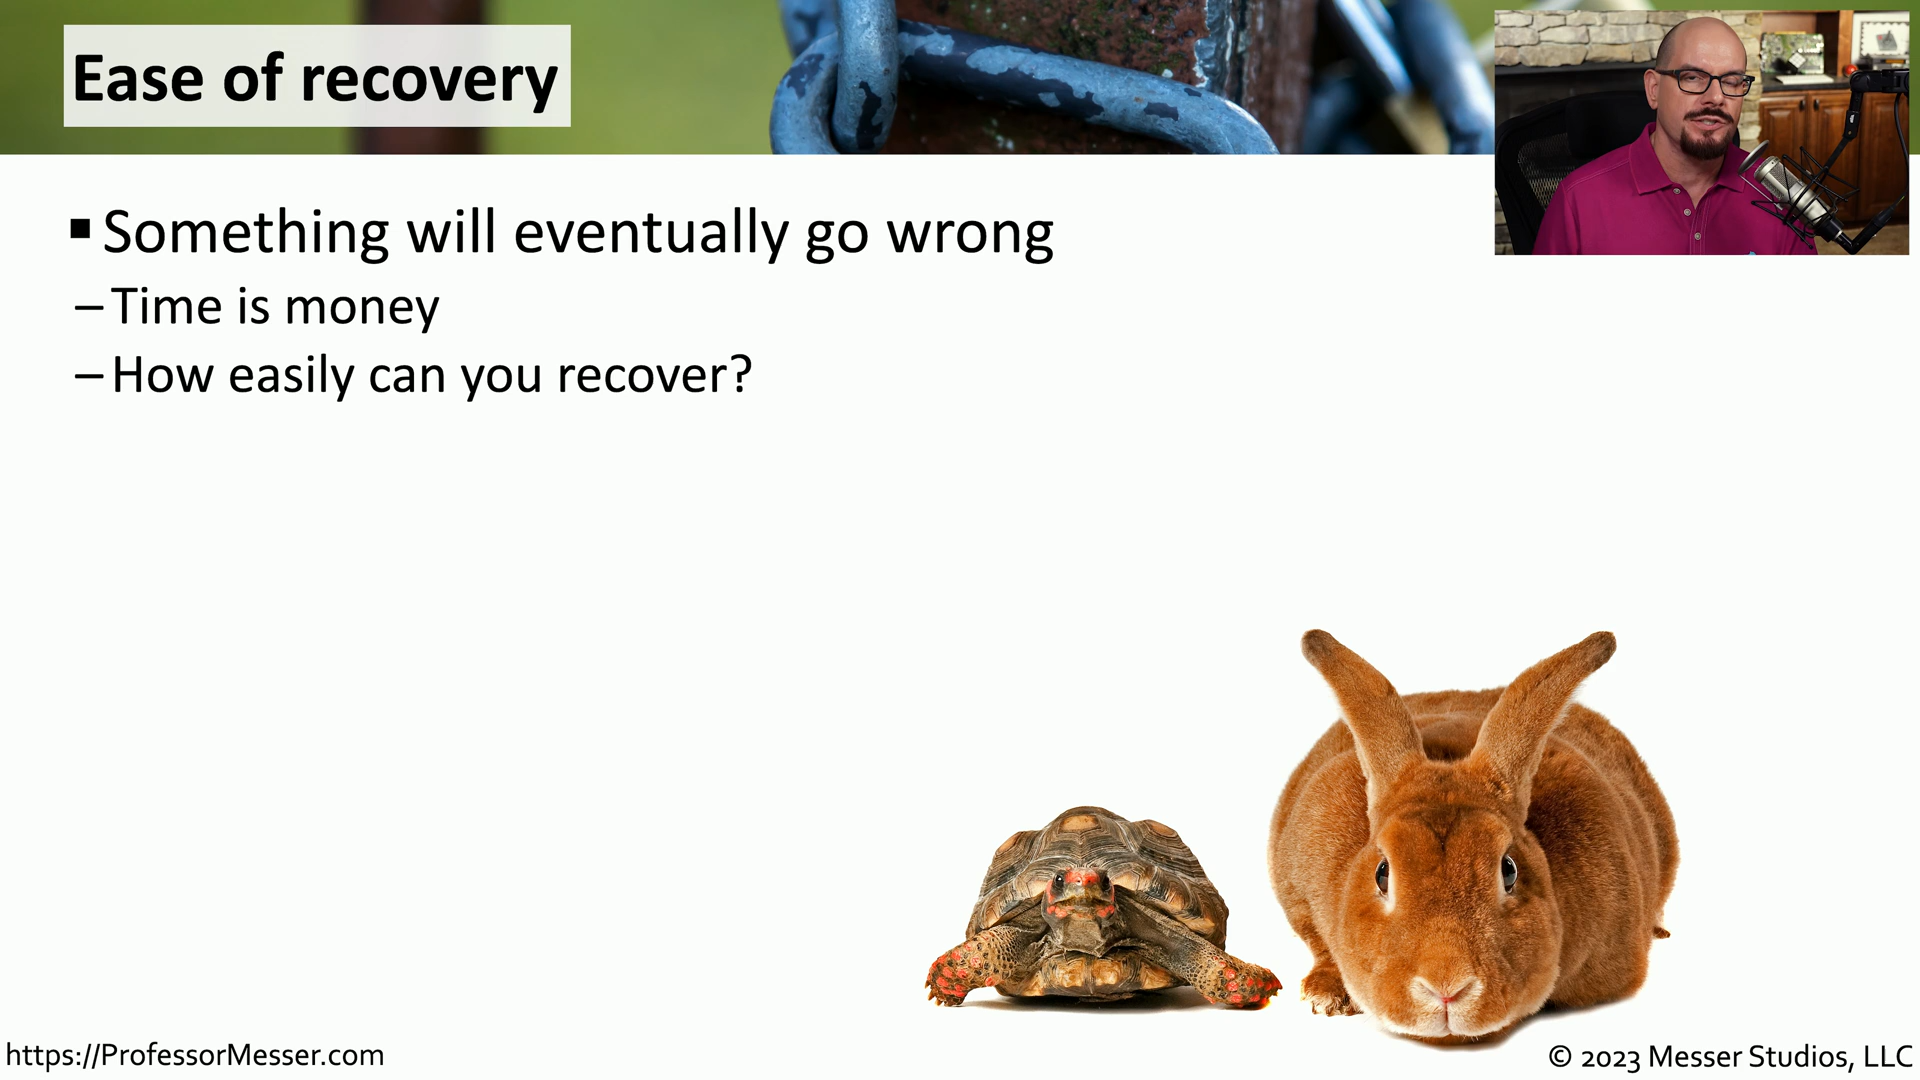 Ease of recovery
▪ Something will eventually go wrong
– Time is money
– How easily can you recover?
https://ProfessorMesser.com
© 2023 Messer Studios, LLC